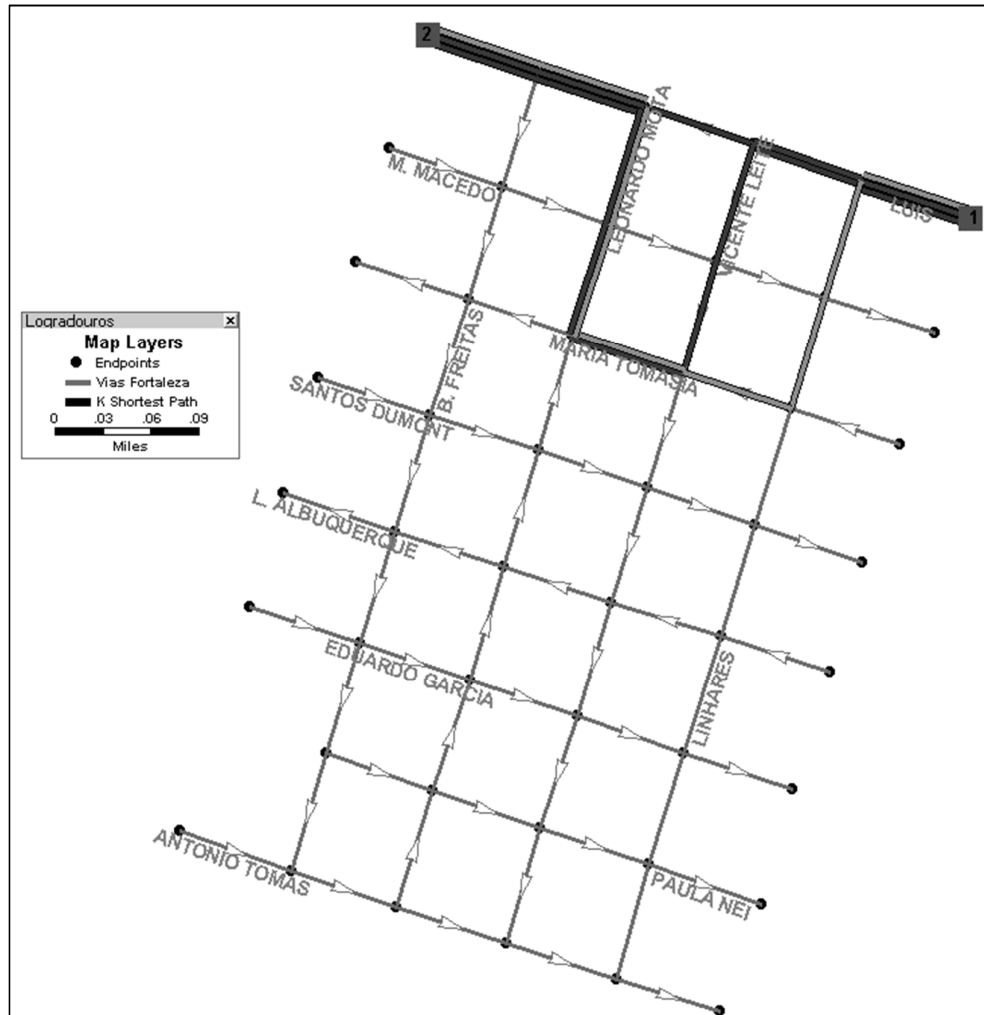 2
LEONARDO MOTA
VICENTE LEITE
M. MACEDO
LUIS
1
Logradouros
Map Layers
Endpoints
Vias Fortaleza
K Shortest Path
0 .03 .06 .09
Miles
B. FREITAS
MARIA TOMASIA
SANTOS DUMONT
L. ALBUQUERQUE
EDUARDO GARCIA
LINHARES
ANTONIO TOMAS
PAULA NEI